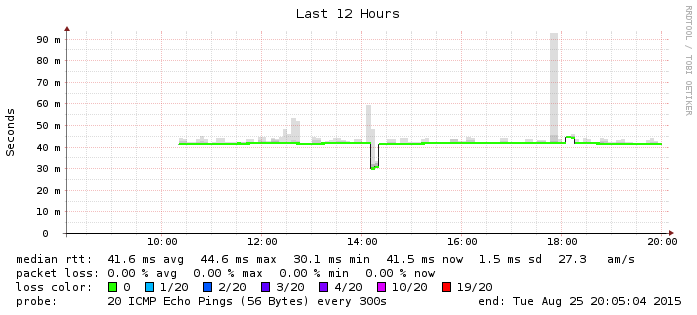 Last 12 Hours
RRDTOOL / TOBI OETIKER
Seconds
90 m
80 m
70 m
60 m
50 m
40 m
30 m
20 m
10 m
0
10:00 12:00 14:00 16:00 18:00 20:00
median rtt: 41.6 ms avg 44.6 ms max 30.1 ms min 41.5 ms now 1.5 ms sd 27.3 am/s
packet loss: 0.00 % avg 0.00 % max 0.00 % min 0.00 % now
loss color: 0 1/20 2/20 3/20 4/20 10/20 19/20
probe: 20 ICMP Echo Pings (56 Bytes) every 300s end: Tue Aug 25 20:05:04 2015